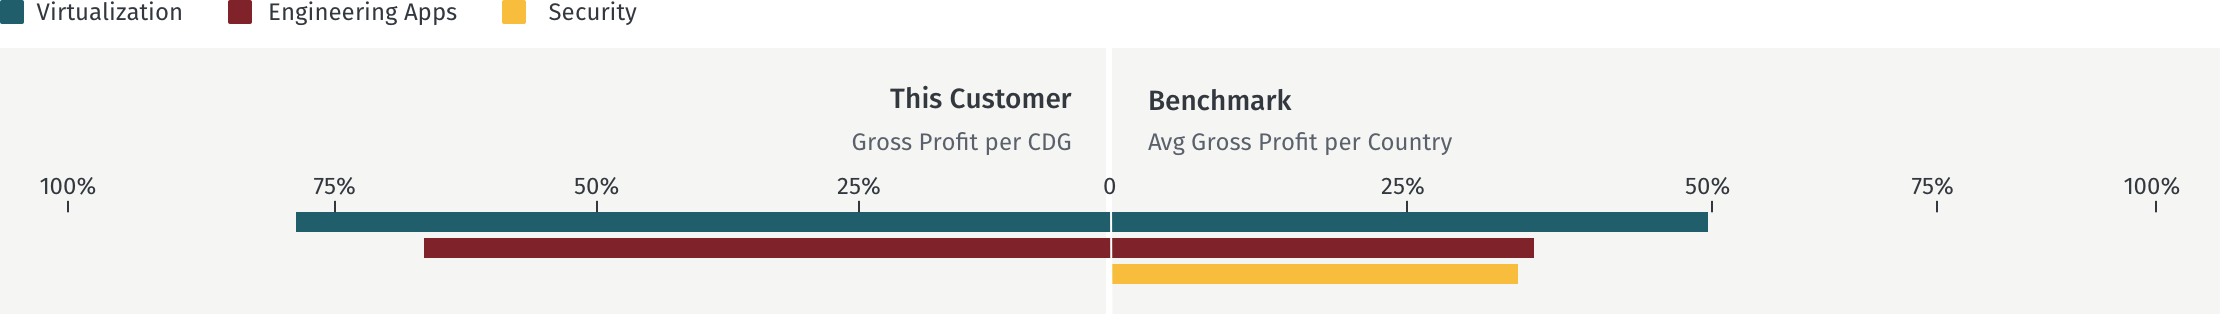 Virtualization Engineering Apps Security
This Customer Benchmark
Gross Profit per CDG Avg Gross Profit per Country
100% 75% 50% 25% 0 25% 50% 75% 100%